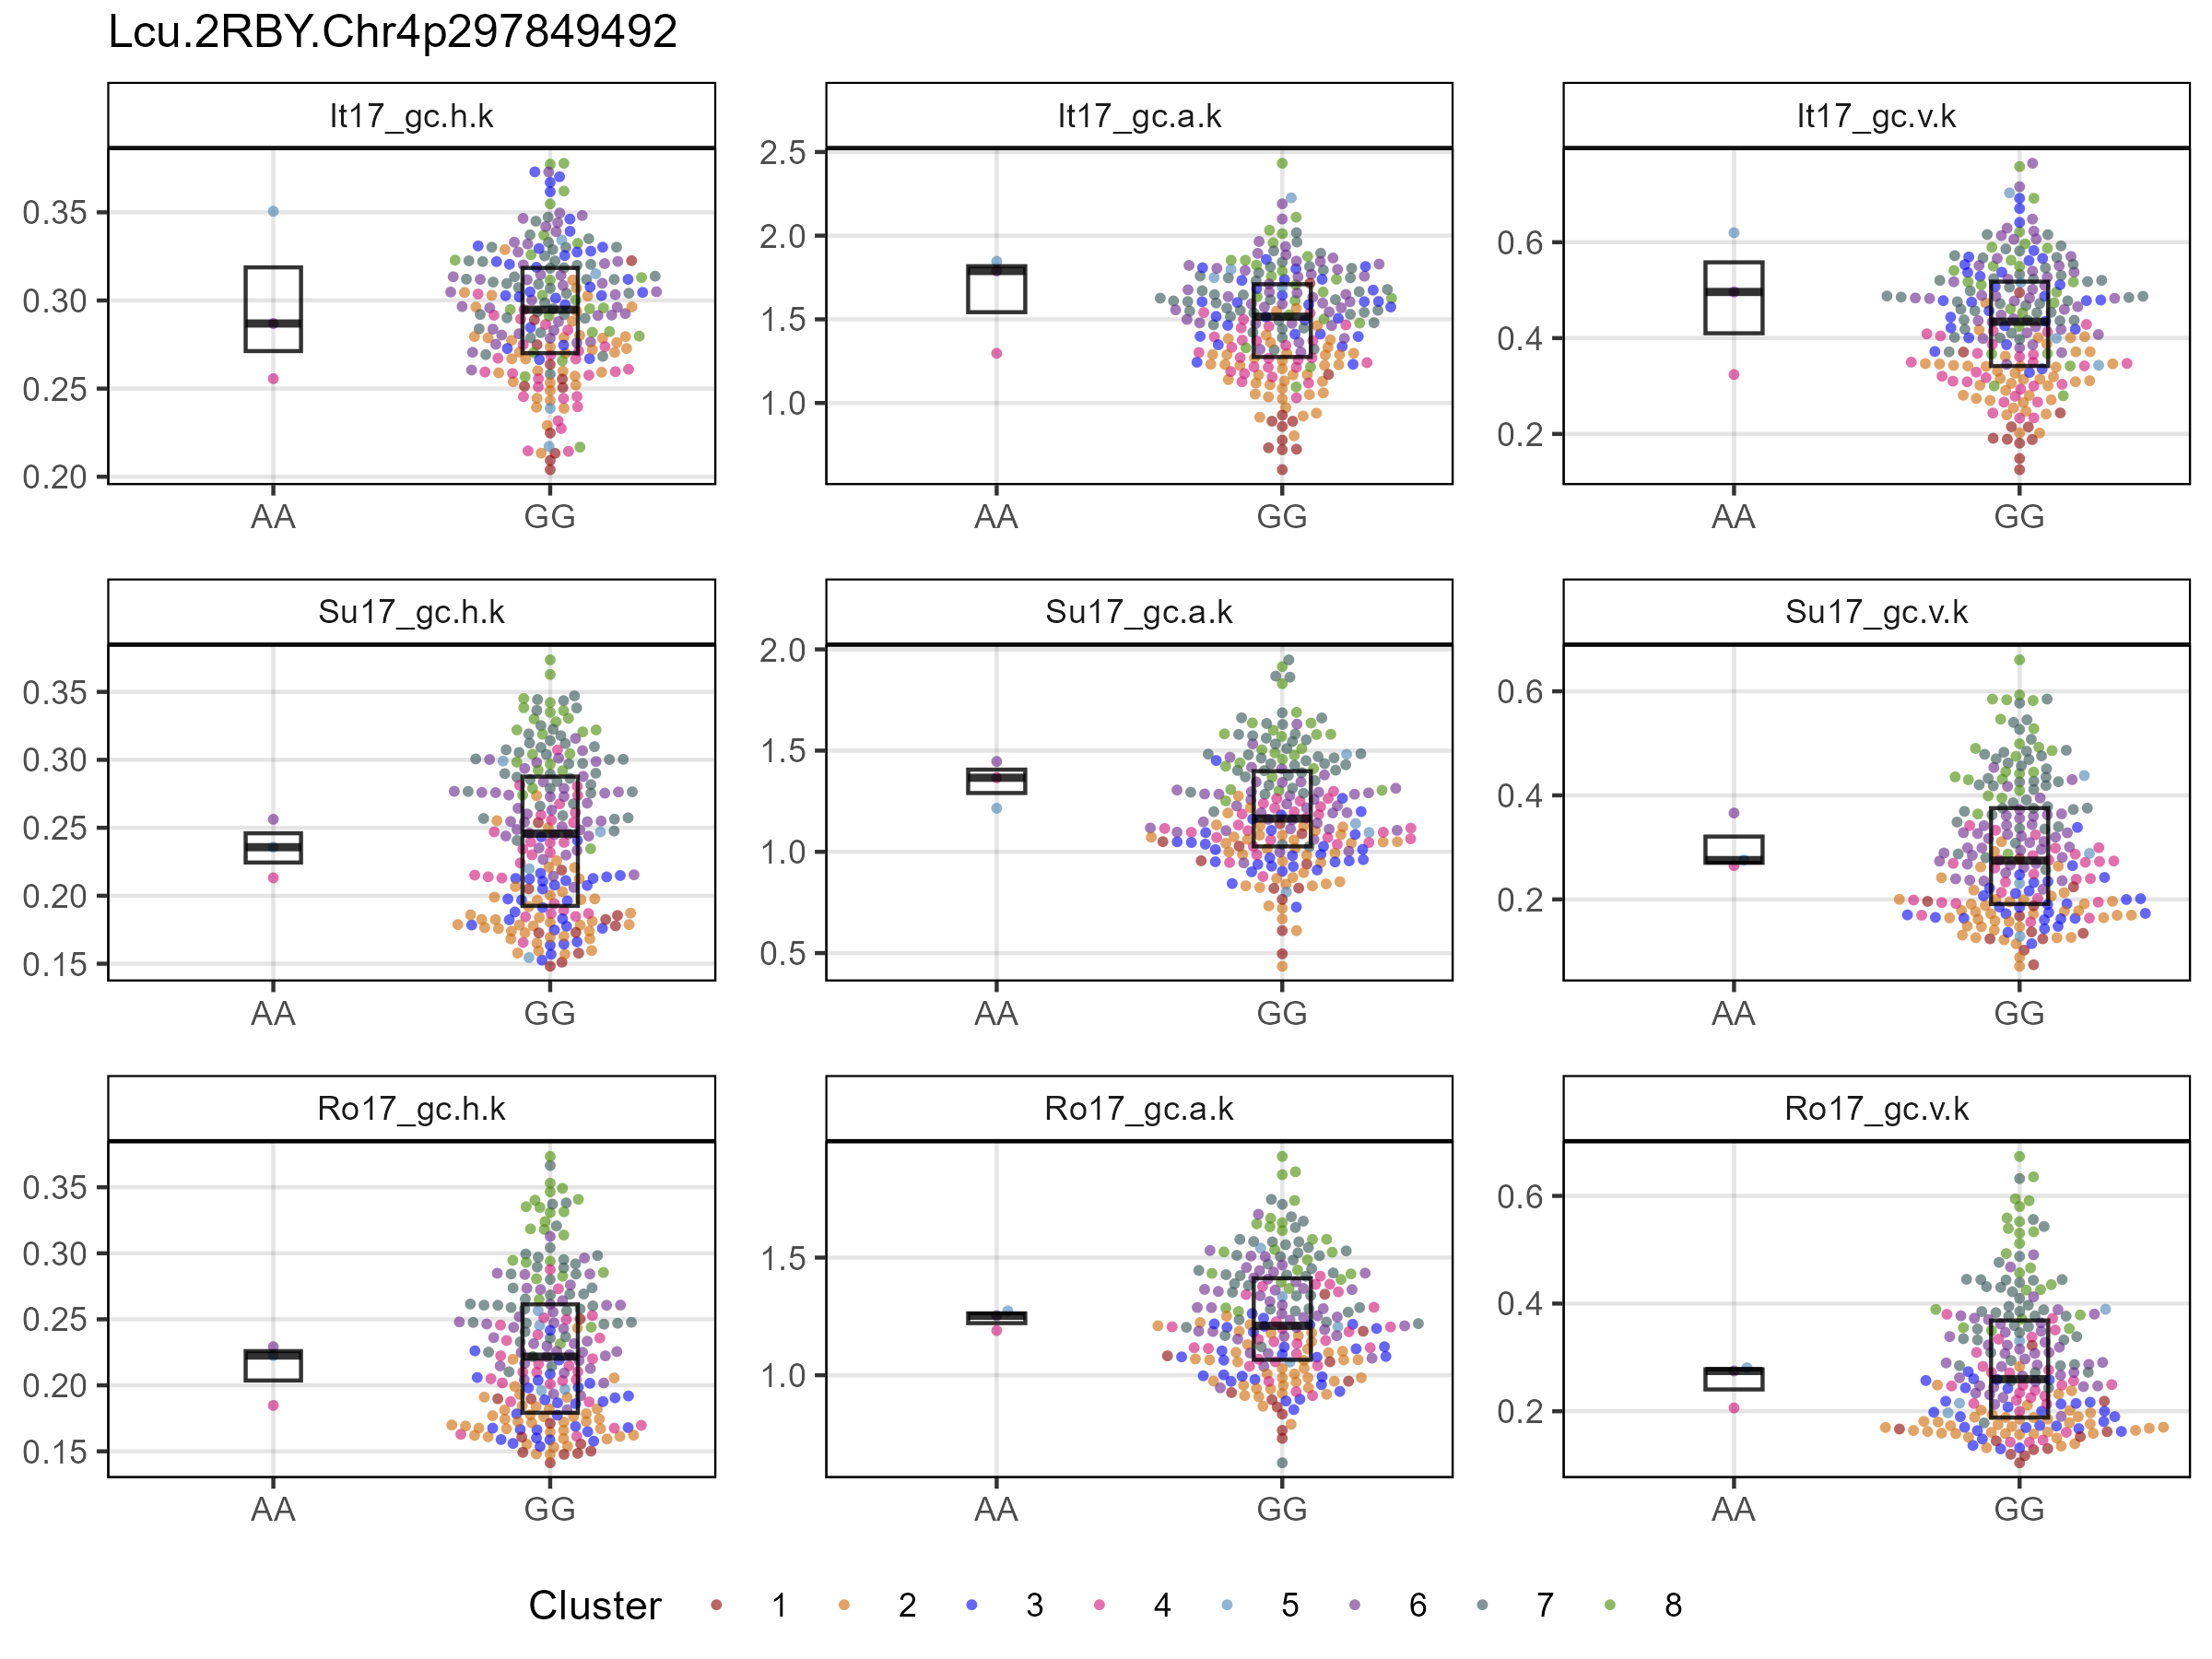 Lcu.2RBY.Chr4p297849492
It17_gc.h.k It17_gc.a.k It17_gc.v.k
2.5
0.35 2.0 0.6
0.30 1.5 0.4
0.25 1.0 0.2
0.20
AA GG AA GG AA GG
Su17_gc.h.k Su17_gc.a.k Su17_gc.v.k
2.0
0.35 0.6
0.30 1.5
0.25 1.0 0.4
0.20 0.2
0.15 0.5
AA GG AA GG AA GG
Ro17_gc.h.k Ro17_gc.a.k Ro17_gc.v.k
0.35 0.6
0.30 1.5
0.25 0.4
0.20 1.0 0.2
0.15
AA GG AA GG AA GG
Cluster 1 2 3 4 5 6 7 8